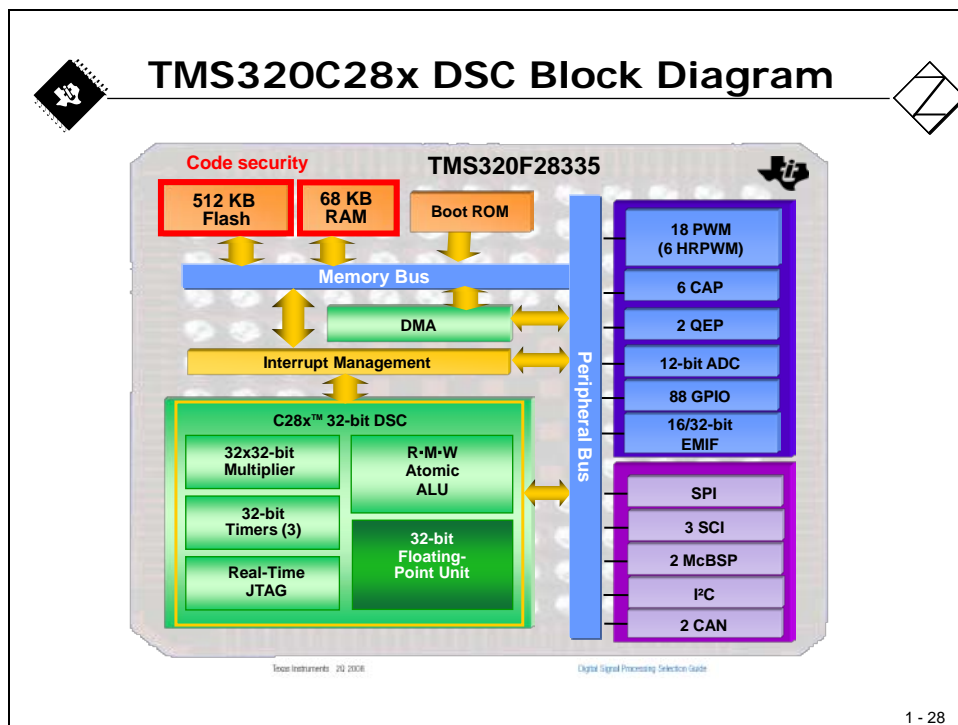 TMS320C28x DSC Block Diagram
Code security
TMS320F28335
512 KB
Flash
68 KB
RAM
Boot ROM
Memory Bus
DMA
Interrupt Management
Peripheral Bus
C28x™ 32-bit DSC
32x32-bit
Multiplier
R·M·W
Atomic
ALU
32-bit
Timers (3)
32-bit
Floating-
Point Unit
Real-Time
JTAG
18 PWM
(6 HRPWM)
6 CAP
2 QEP
12-bit ADC
88 GPIO
16/32-bit
EMIF
SPI
3 SCI
2 McBSP
I²C
2 CAN
Texas Instruments 2Q 2008
Digital Signal Processing Selection Guide
1 - 28